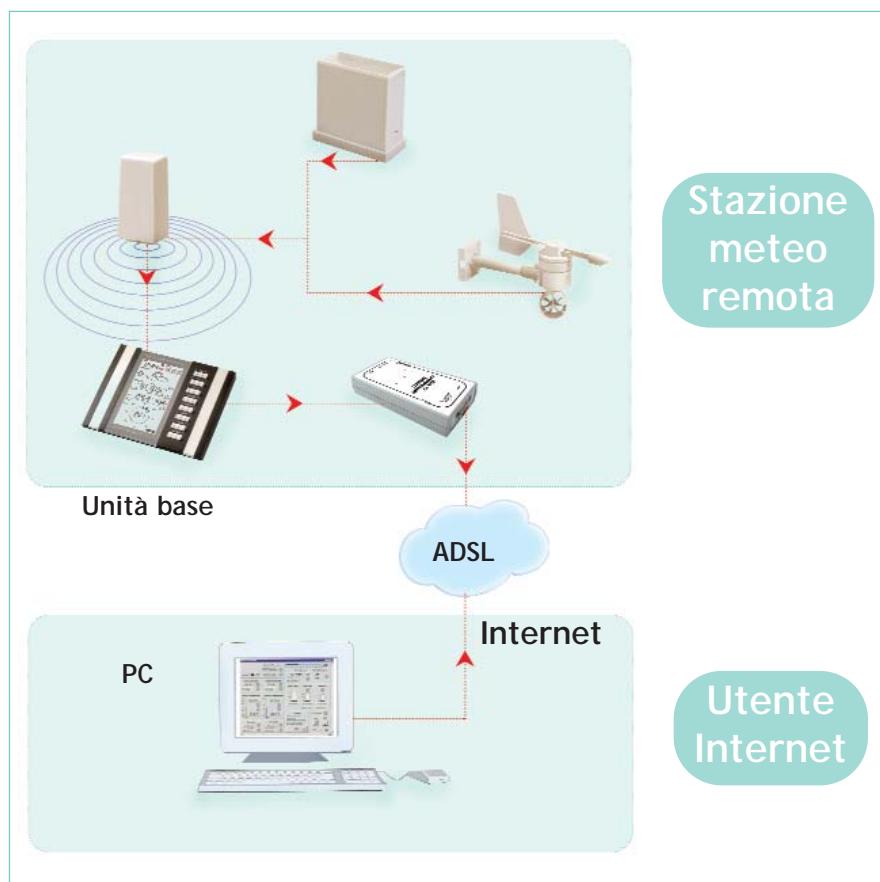 Stazione
meteo
remota
Unità base
ADSL
Internet
PC
Utente
Internet